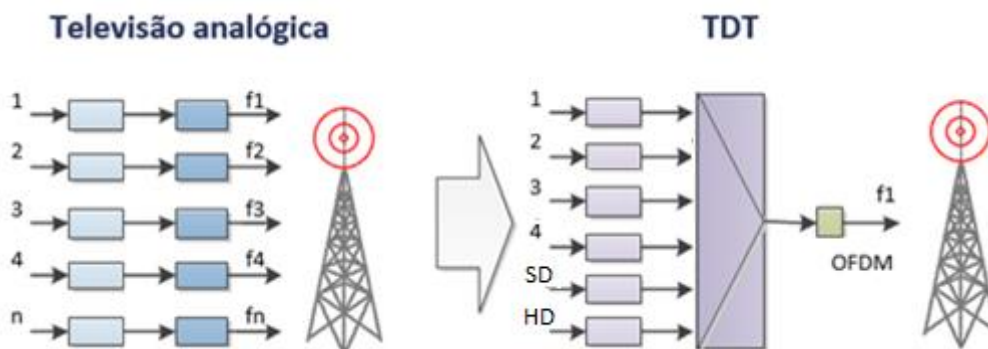 Televisão analógica
1 f1
2 f2
3 f3
4 f4
n fn
TDT
1
2
3
4
SD
HD
f1
OFDM